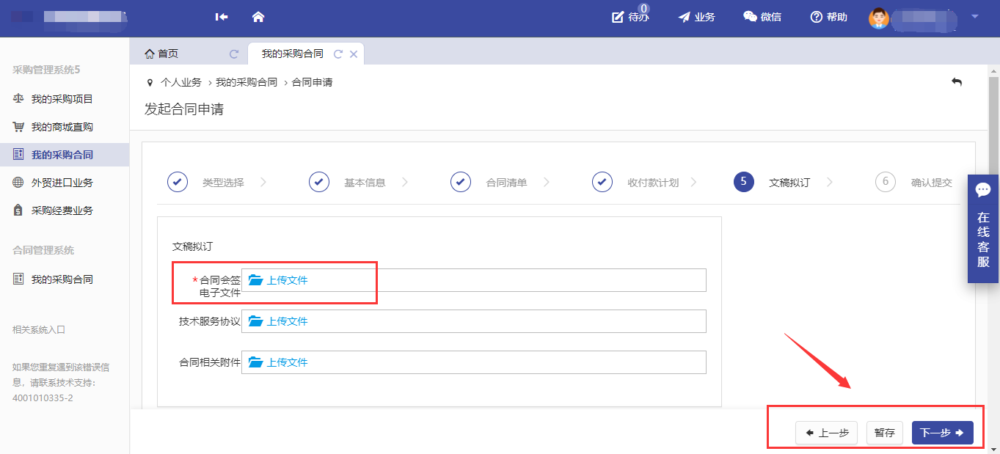 待办
0
业务
微信
帮助
采购管理系统5
我的采购项目
我的商城直购
我的采购合同
外贸进口业务
采购经费业务
合同管理系统
我的采购合同
相关系统入口
如果您重复遇到该错误信
息，请联系技术支持：
4001010335-2
首页
我的采购合同
个人业务 › 我的采购合同 › 合同申请
发起合同申请
类型选择
基本信息
合同清单
收付款计划
5 文稿拟订
6 确认提交
文稿拟订
*合同会签
电子文件
上传文件
技术服务协议 上传文件
合同相关附件 上传文件
上一步 暂存 下一步
在线客服